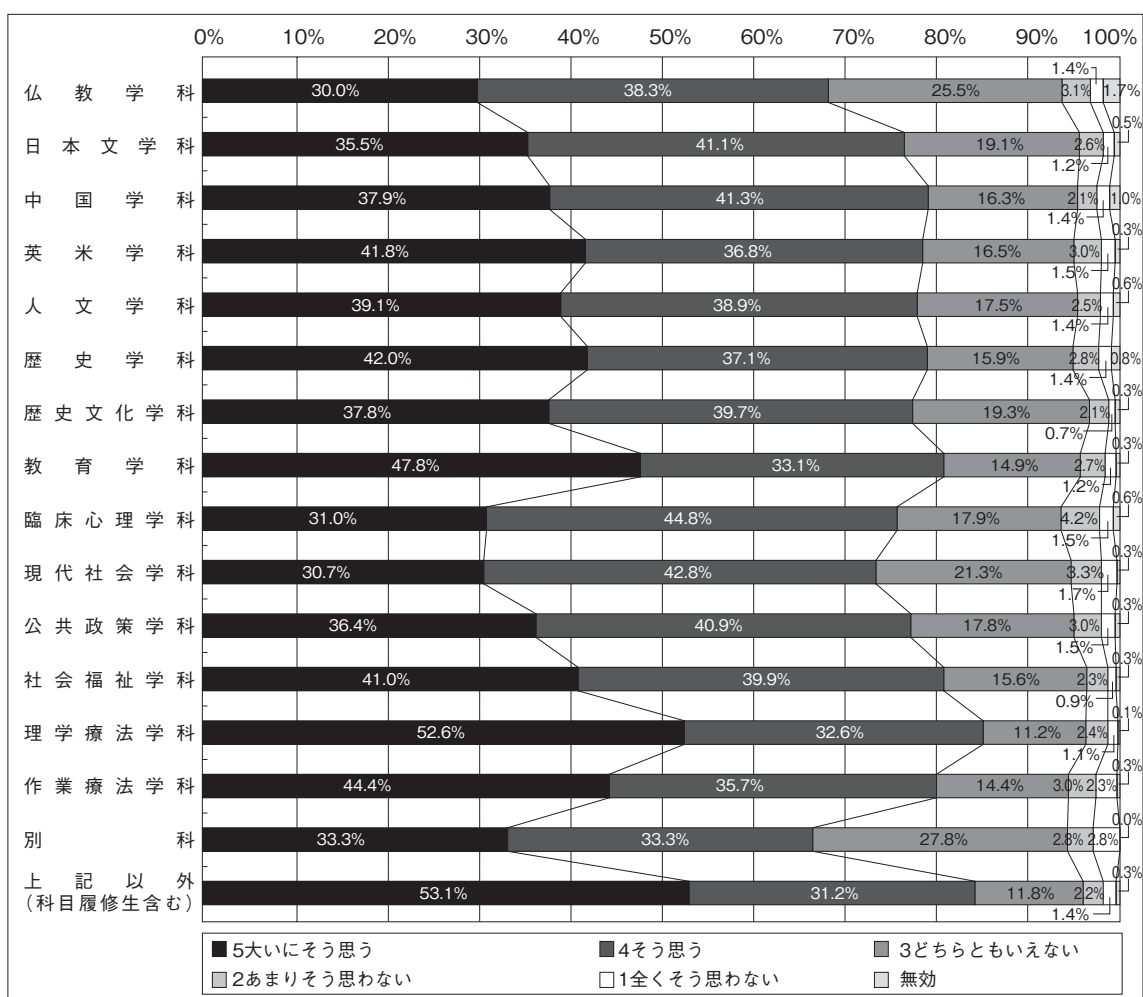 0% 10% 20% 30% 40% 50% 60% 70% 80% 90% 100%
仏教学科 30.0% 38.3% 25.5% 3.1% 1.4% 1.7%
日本文学科 35.5% 41.1% 19.1% 2.6% 1.2% 0.5%
中国学科 37.9% 41.3% 16.3% 2.1% 1.4% 1.0%
英米学科 41.8% 36.8% 16.5% 3.0% 1.5% 0.3%
人文学科 39.1% 38.9% 17.5% 2.5% 1.4% 0.6%
歴史学科 42.0% 37.1% 15.9% 2.8% 1.4% 0.8%
歴史文化学科 37.8% 39.7% 19.3% 2.1% 0.7% 0.3%
教育学科 47.8% 33.1% 14.9% 2.7% 1.2% 0.3%
臨床心理学科 31.0% 44.8% 17.9% 4.2% 1.5% 0.6%
現代社会学科 30.7% 42.8% 21.3% 3.3% 1.7% 0.3%
公共政策学科 36.4% 40.9% 17.8% 3.0% 1.5% 0.3%
社会福祉学科 41.0% 39.9% 15.6% 2.3% 0.9% 0.3%
理学療法学科 52.6% 32.6% 11.2% 2.4% 1.1% 0.1%
作業療法学科 44.4% 35.7% 14.4% 3.0% 2.3% 0.3%
別科 33.3% 33.3% 27.8% 2.8% 2.8% 0.0%
上記以外
(科目履修生含む) 53.1% 31.2% 11.8% 2.2% 1.4% 0.3%
5大いにそう思う 4そう思う 3どちらともいえない
2あまりそう思わない 1全くそう思わない 無効